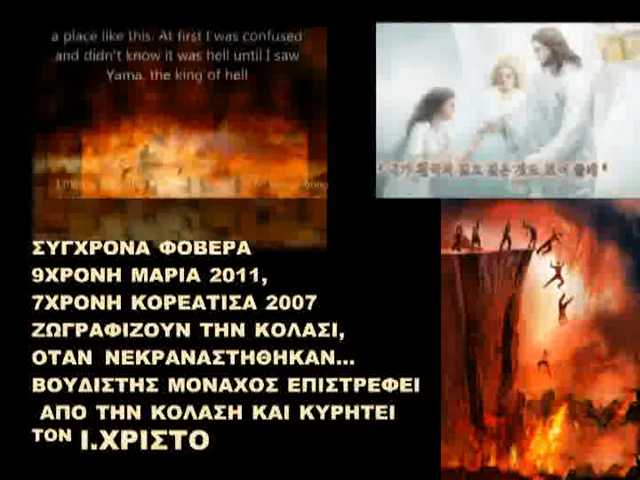 a place like this. At first I was confused
and didn't know it was hell until I saw
Yama, the king of hell
ΣΥΓΧΡΟΝΑ ΦΟΒΕΡΑ
9ΧΡΟΝΗ ΜΑΡΙΑ 2011,
7ΧΡΟΝΗ ΚΟΡΕΑΤΙΣΑ 2007
ΖΩΓΡΑΦΙΖΟΥΝ ΤΗΝ ΚΟΛΑΣΙ,
ΟΤΑΝ ΝΕΚΡΑΝΑΣΤΗΘΗΚΑΝ...
ΒΟΥΔΙΣΤΗΣ ΜΟΝΑΧΟΣ ΕΠΙΣΤΡΕΦΕΙ
ΑΠΟ ΤΗΝ ΚΟΛΑΣΗ ΚΑΙ ΚΥΡΗΤΕΙ
ΤΟΝ Ι.ΧΡΙΣΤΟ